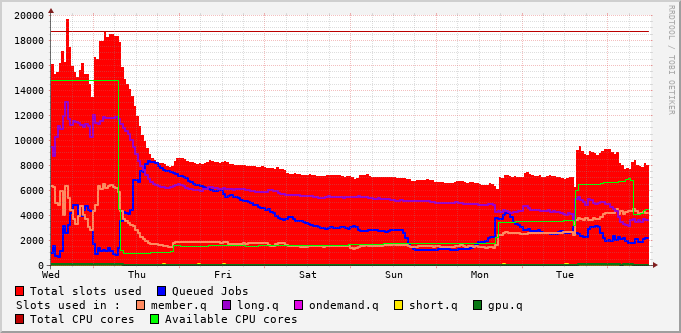 RRDTOOL / TOBI OETIKER
20000
18000
16000
14000
12000
10000
8000
6000
4000
2000
0
Wed Thu Fri Sat Sun Mon Tue
Total slots used Queued Jobs
Slots used in : member.q long.q ondemand.q short.q gpu.q
Total CPU cores Available CPU cores